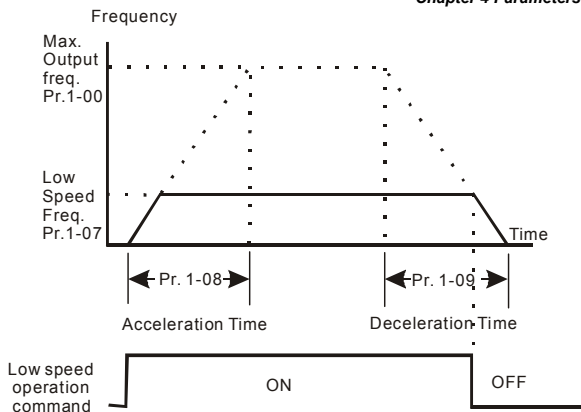 Chapter 4 Parameters
Frequency
Max.
Output
freq.
Pr.1-00
Low
Speed
Freq.
Pr.1-07
Time
Pr. 1-08
Pr. 1-09
Acceleration Time
Deceleration Time
Low speed
operation
command
ON
OFF